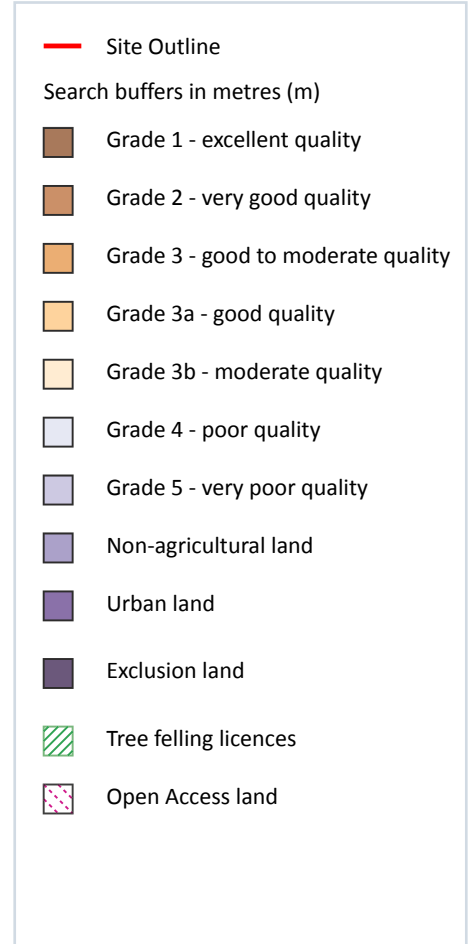 Site Outline
Search buffers in metres (m)
Grade 1 - excellent quality
Grade 2 - very good quality
Grade 3 - good to moderate quality
Grade 3a - good quality
Grade 3b - moderate quality
Grade 4 - poor quality
Grade 5 - very poor quality
Non-agricultural land
Urban land
Exclusion land
Tree felling licences
Open Access land